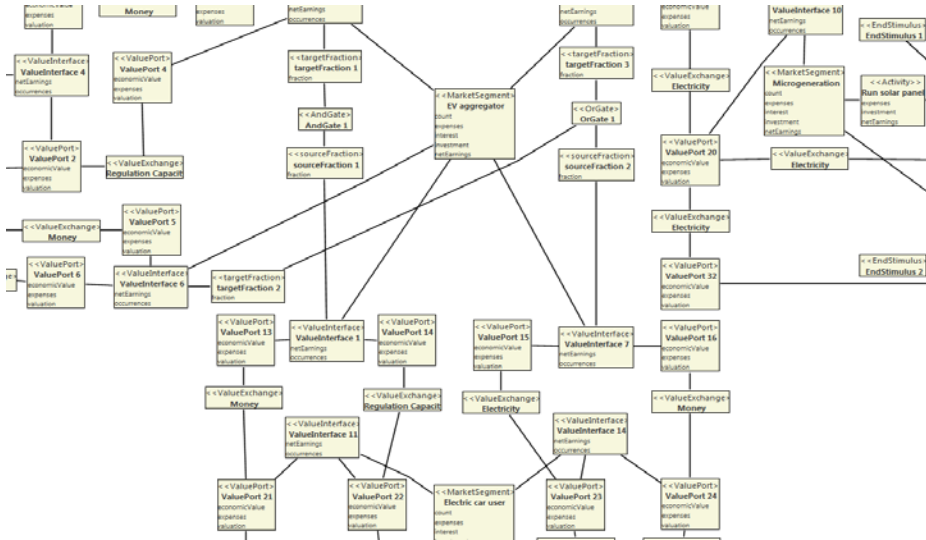 economicValue
expenses
valuation
Money
expenses
valuation
netEarnings
occurrences
netEarnings
occurrences
expenses
valuation
ValueInterface 10
netEarnings
occurrences
<<EndStimulus>
EndStimulus 1
<<ValueInterface>
ValueInterface 4
netEarnings
occurrences
<<ValuePort>
ValuePort 4
economicValue
expenses
valuation
<<targetFraction>
targetFraction 1
fraction
<<targetFraction>
targetFraction 3
fraction
<<MarketSegment>
EV aggregator
count
expenses
interest
investment
netEarnings
<<ValueExchange>
Electricity
<<MarketSegment>
Microgeneration
count
expenses
interest
investment
netEarnings
<<Activity>>
Run solar panel
expenses
investment
netEarnings
<<AndGate>
AndGate 1
<<OrGate>
OrGate 1
<<ValuePort>
ValuePort 2
economicValue
expenses
valuation
<<ValueExchange>
Regulation Capacit
<<sourceFraction>
sourceFraction 1
fraction
<<sourceFraction>
sourceFraction 2
fraction
<<ValuePort>
ValuePort 20
economicValue
expenses
valuation
<<ValueExchange>
Electricity
<<ValueExchange>
Money
<<ValuePort>
ValuePort 5
economicValue
expenses
valuation
<<ValueExchange>
Electricity
<<ValuePort>
ValuePort 6
economicValue
expenses
valuation
<<ValueInterface>
ValueInterface 6
netEarnings
occurrences
<<targetFraction>
targetFraction 2
fraction
<<ValuePort>
ValuePort 32
economicValue
expenses
valuation
<<EndStimulus>
EndStimulus 2
<<ValuePort>
ValuePort 13
economicValue
expenses
valuation
<<ValueInterface>
ValueInterface 1
netEarnings
occurrences
<<ValuePort>
ValuePort 14
economicValue
expenses
valuation
<<ValuePort>
ValuePort 15
economicValue
expenses
valuation
<<ValueInterface>
ValueInterface 7
netEarnings
occurrences
<<ValuePort>
ValuePort 16
economicValue
expenses
valuation
<<ValueExchange>
Money
<<ValueExchange>
Regulation Capacit
<<ValueExchange>
Electricity
<<ValueExchange>
Money
<<ValueInterface>
ValueInterface 11
netEarnings
occurrences
<<ValueInterface>
ValueInterface 14
netEarnings
occurrences
<<ValuePort>
ValuePort 21
economicValue
expenses
valuation
<<ValuePort>
ValuePort 22
economicValue
expenses
valuation
<<MarketSegment>
Electric car user
count
expenses
interest
<<ValuePort>
ValuePort 23
economicValue
expenses
valuation
<<ValuePort>
ValuePort 24
economicValue
expenses
valuation